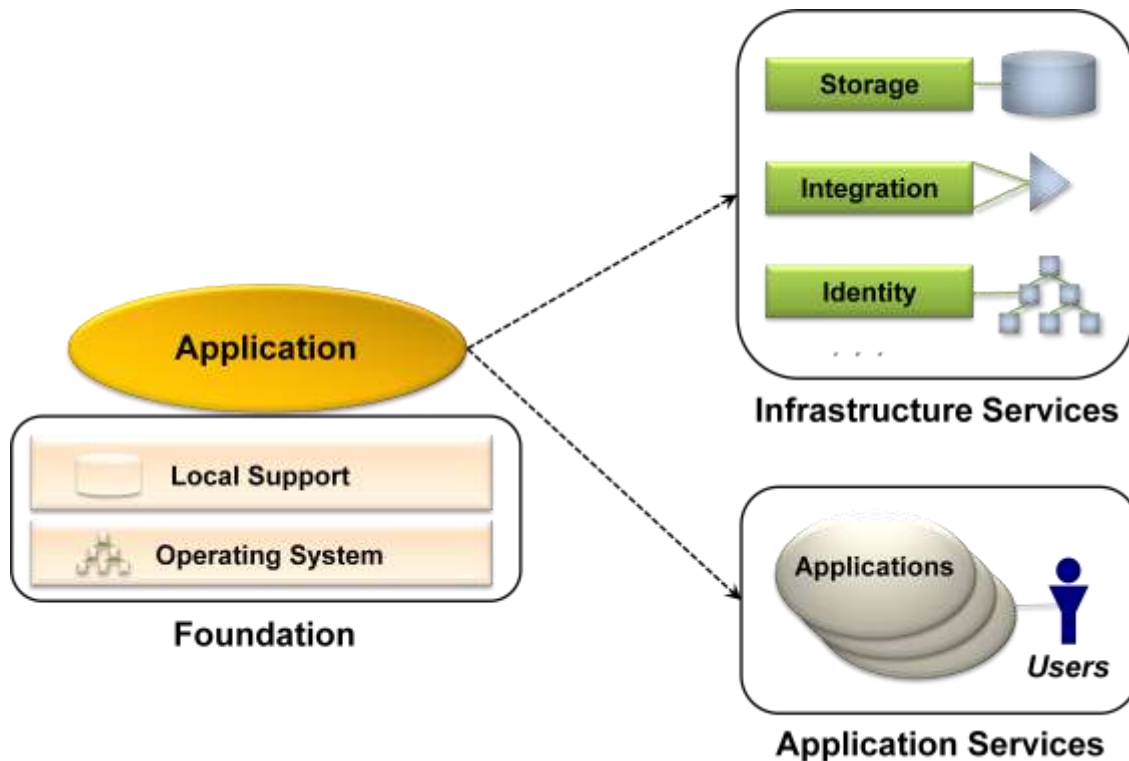 Storage
Integration
Identity
. . .
Infrastructure Services
Application
Local Support
Operating System
Foundation
Applications
Users
Application Services